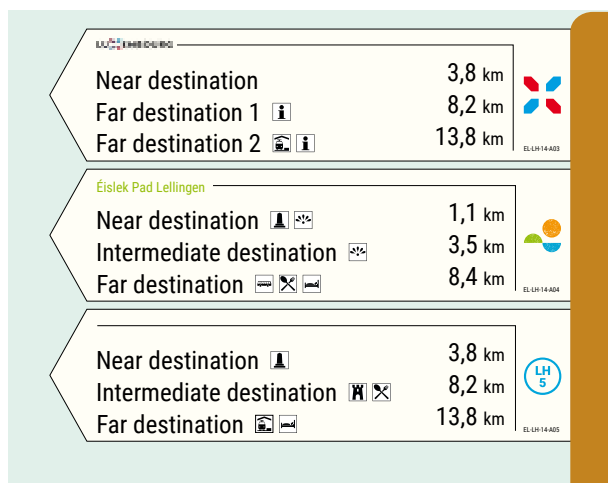 LUXEMBOURG
Near destination 3,8 km
Far destination 1 8,2 km
Far destination 2 13,8 km
EL-LH-14-A03
Éislek Pad Lellingen
Near destination 1,1 km
Intermediate destination 3,5 km
Far destination 8,4 km
EL-LH-14-A04
Near destination 3,8 km
Intermediate destination 8,2 km
Far destination 13,8 km
LH
5
EL-LH-14-A05